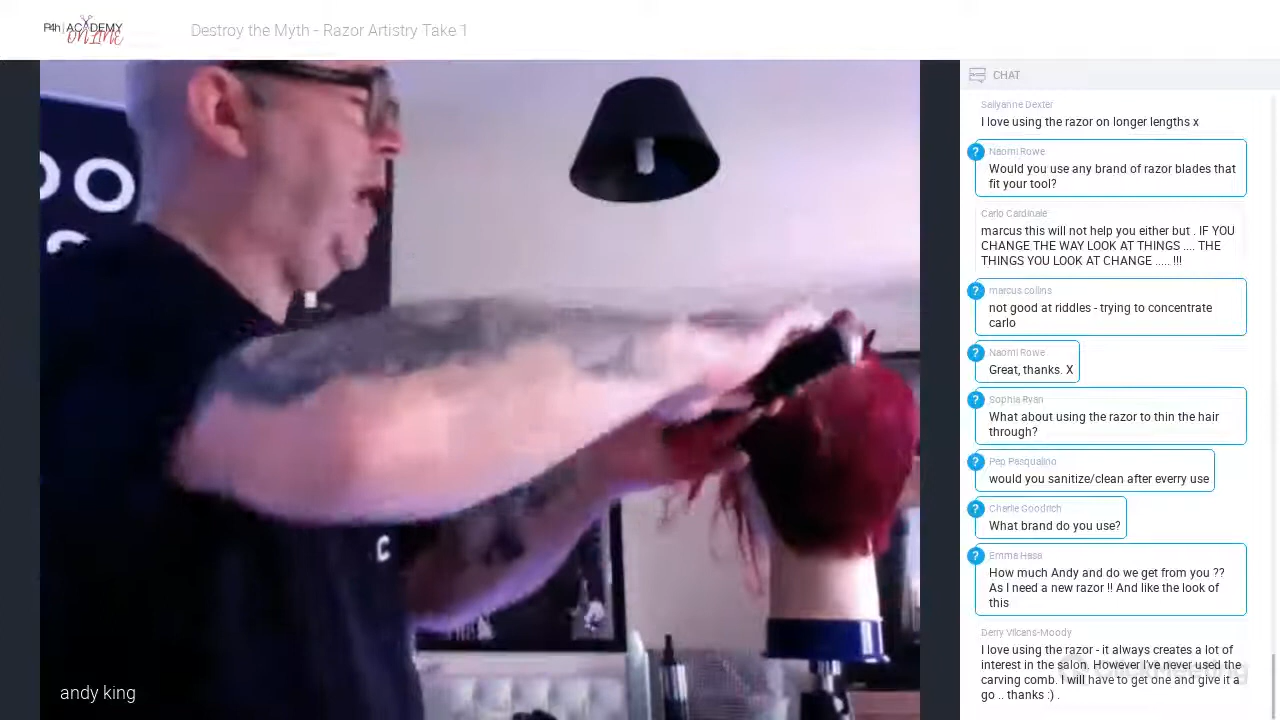 P4h ACADEMY
ONLINE
Destroy the Myth - Razor Artistry Take 1
CHAT
Sallyanne Dexter
I love using the razor on longer lengths x
Naomi Rowe
Would you use any brand of razor blades that
fit your tool?
Carlo Cardinale
marcus this will not help you either but . IF YOU
CHANGE THE WAY LOOK AT THINGS .... THE
THINGS YOU LOOK AT CHANGE ..... !!!
marcus collins
not good at riddles - trying to concentrate
carlo
Naomi Rowe
Great, thanks. X
Sophia Ryan
What about using the razor to thin the hair
through?
Pep Pasqualino
would you sanitize/clean after everry use
Charlie Goodrich
What brand do you use?
Emma Hasa
How much Andy and do we get from you ??
As I need a new razor !! And like the look of
this
Derry Vilcans-Moody
I love using the razor - it always creates a lot of
interest in the salon. However I've never used the
carving comb. I will have to get one and give it a
go .. thanks :) .
andy king